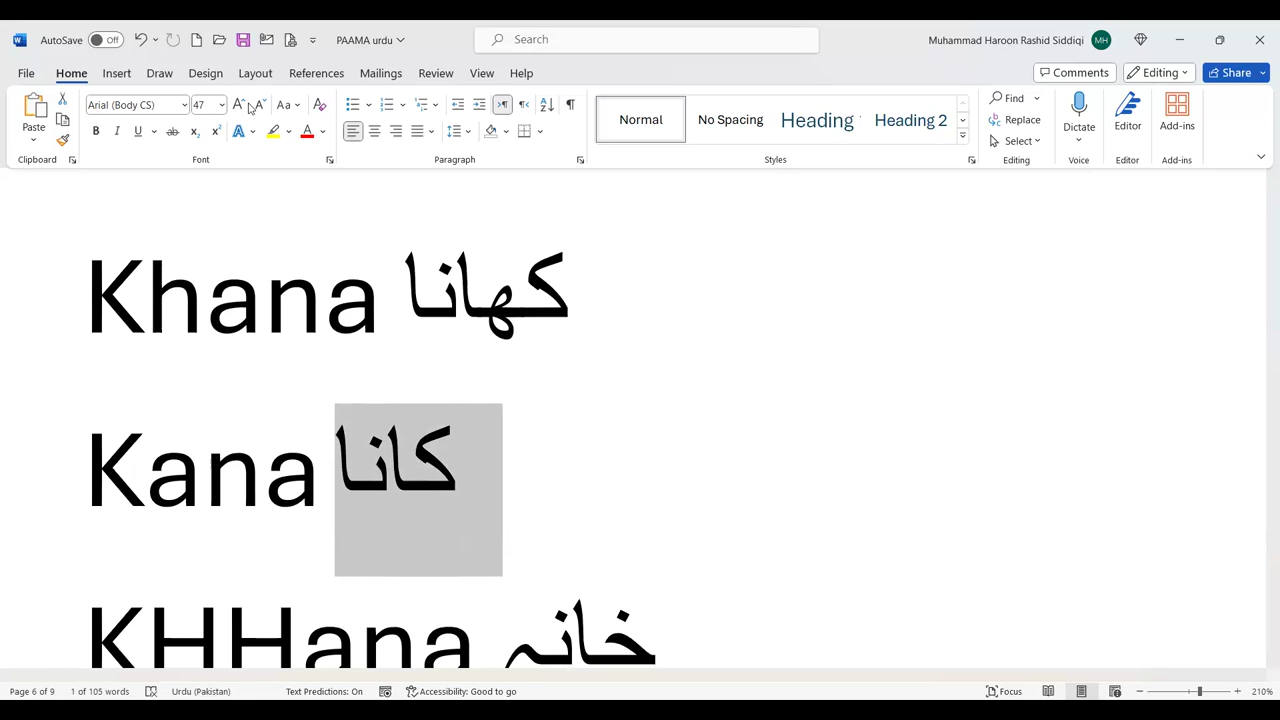 AutoSave Off PAAMA urdu Search Muhammad Haroon Rashid Siddiqi MH
File Home Insert Draw Design Layout References Mailings Review View Help Comments Editing Share
Paste Arial (Body CS) 47 Aa Normal No Spacing Heading Heading 2 Find Replace Select Dictate Editor Add-ins
Clipboard Font Paragraph Styles Editing Voice Editor Add-ins
Khana کھانا
Kana کانا
KHHana خانہ
Page 6 of 9 1 of 105 words Urdu (Pakistan) Text Predictions: On Accessibility: Good to go Focus 210%